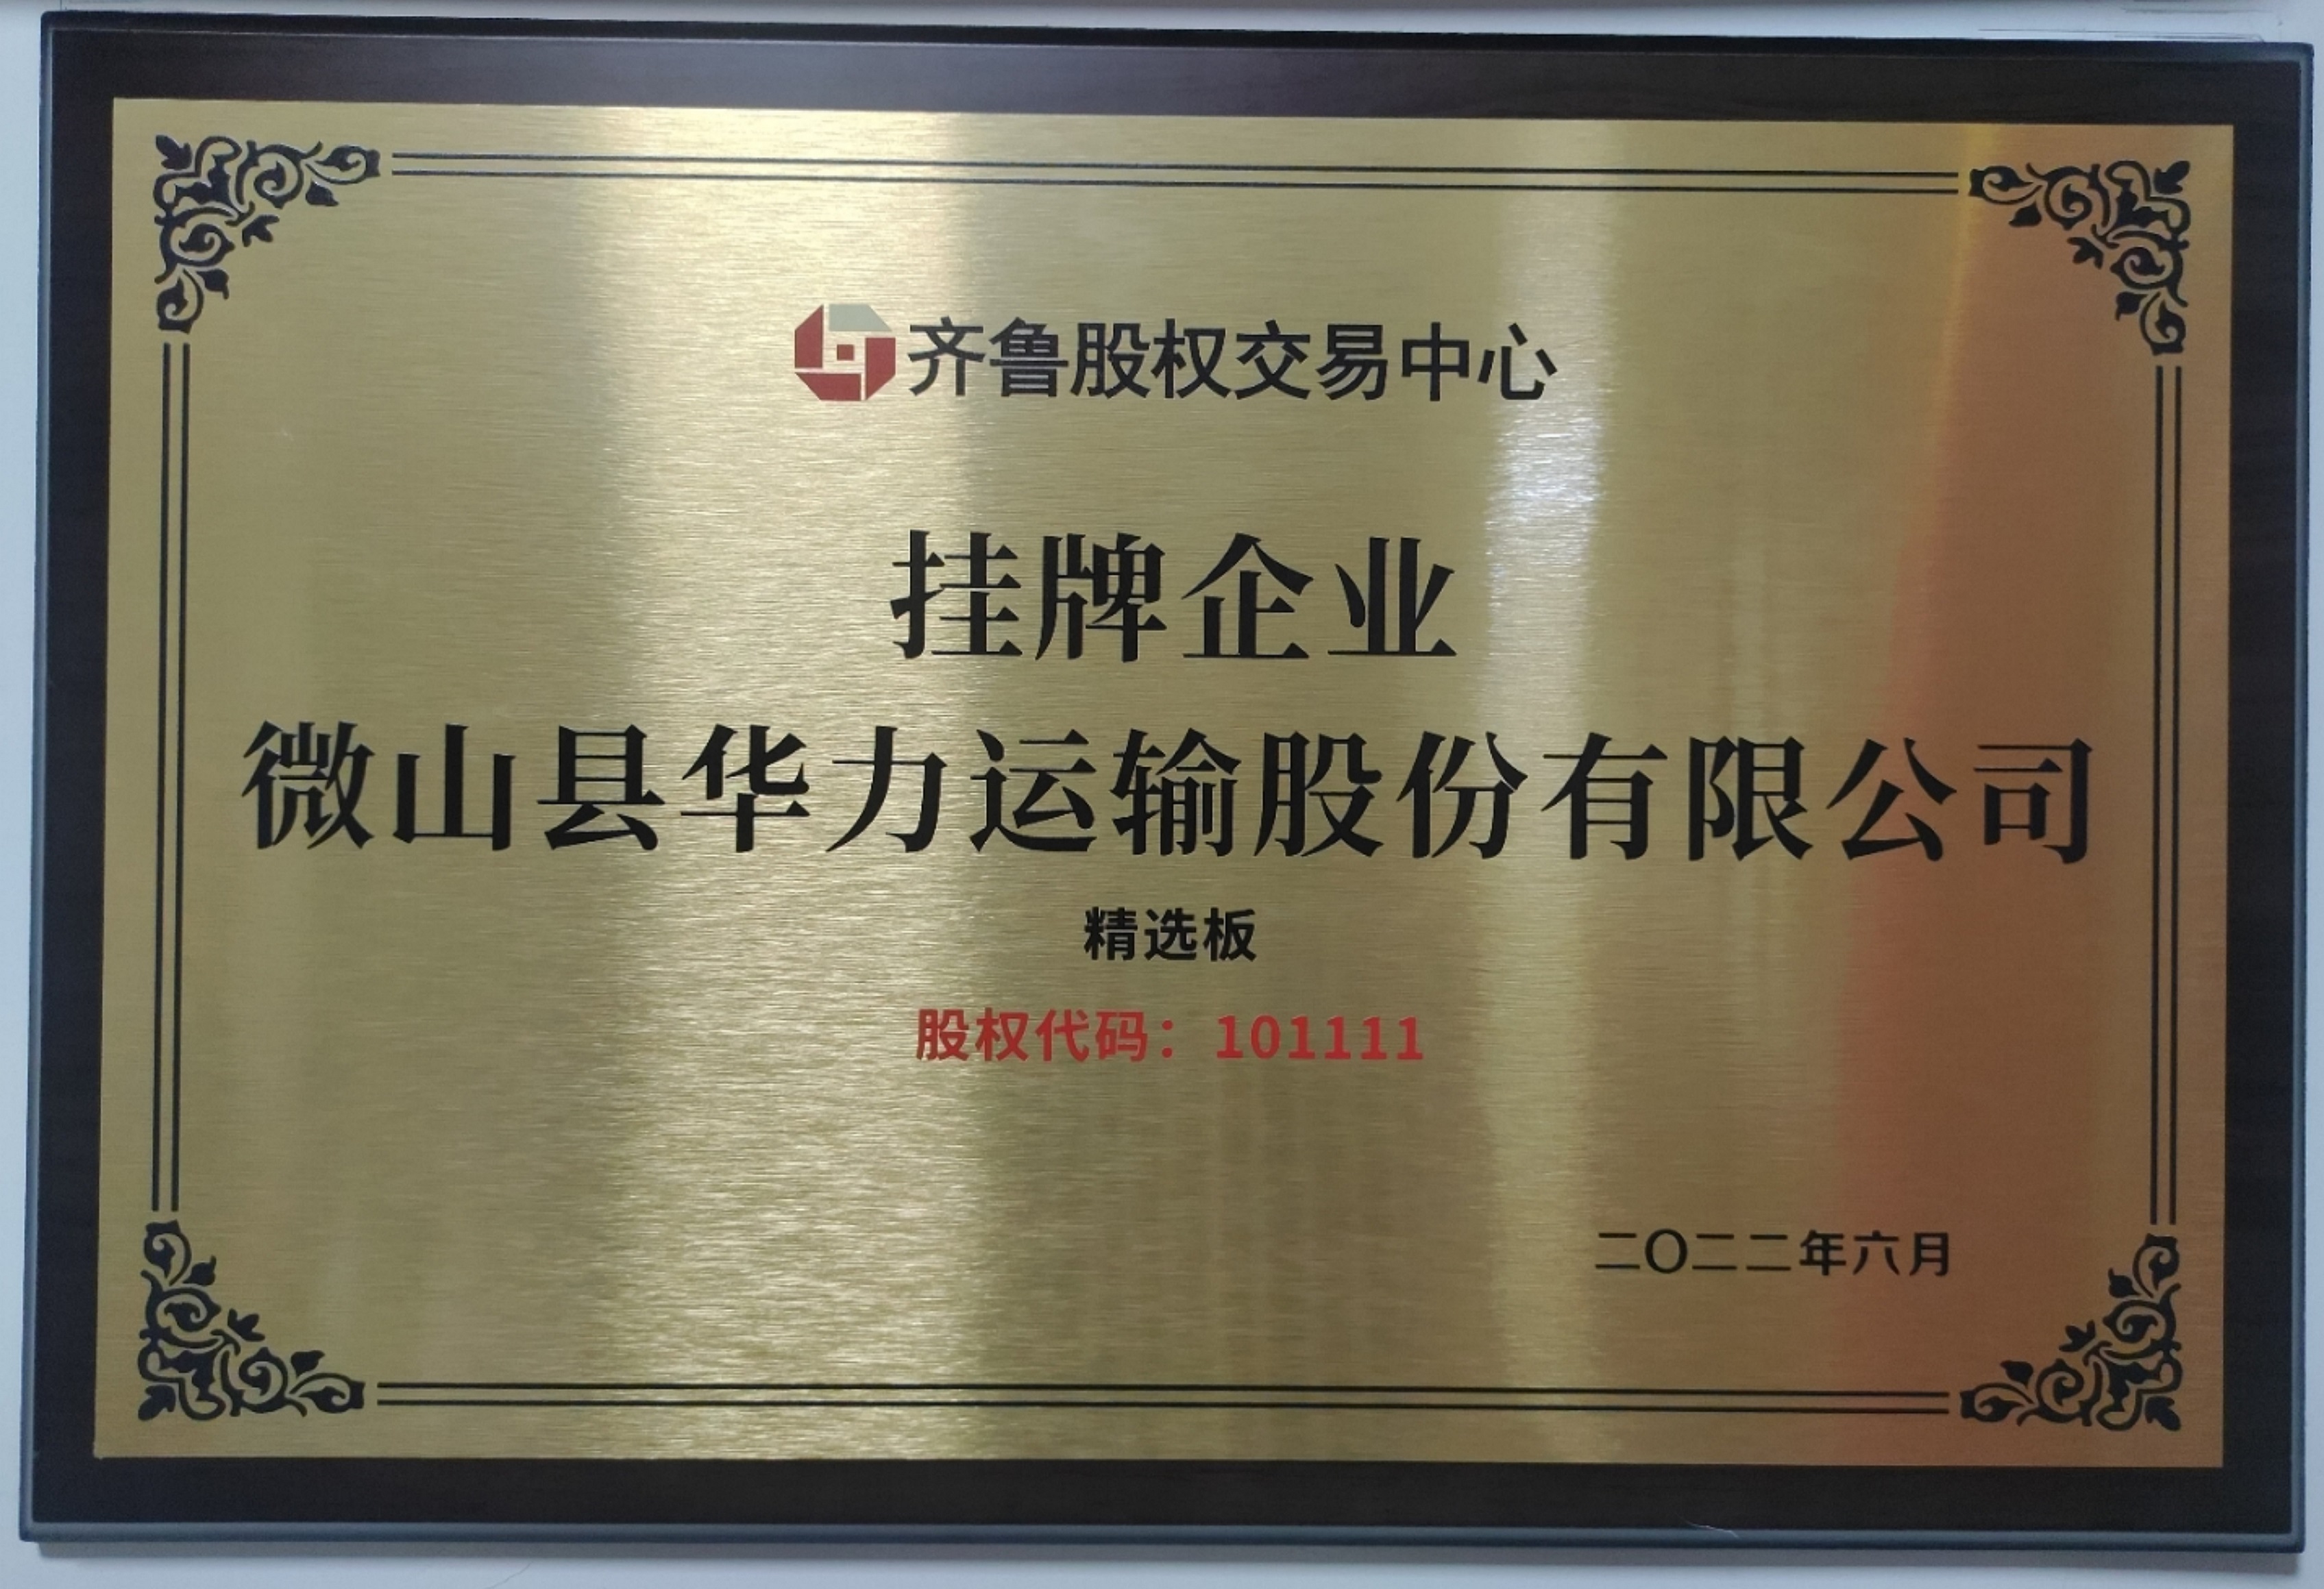 齐鲁股权交易中心
挂牌企业
微山县华力运输股份有限公司
精选板
股权代码：101111
二〇二二年六月